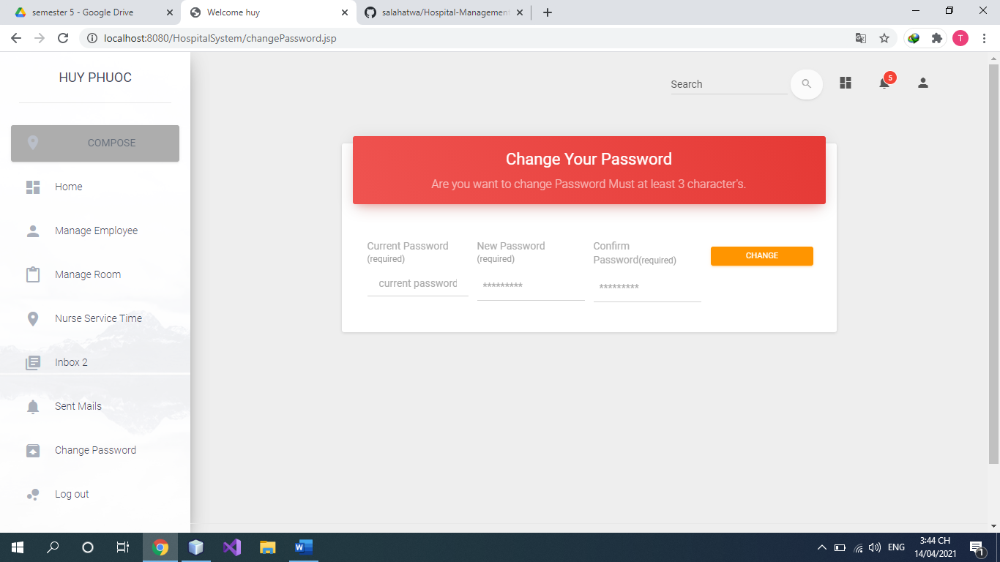 semester 5 - Google Drive
Welcome huy
salahatwa/Hospital-Management
localhost:8080/HospitalSystem/changePassword.jsp
T
HUY PHUOC
COMPOSE
Home
Manage Employee
Manage Room
Nurse Service Time
Inbox 2
Sent Mails
Change Password
Log out
Search
5
Change Your Password
Are you want to change Password Must at least 3 character's.
Current Password
(required)
current password
New Password
(required)
*********
Confirm
Password(required)
*********
CHANGE
ENG
3:44 CH
14/04/2021
1